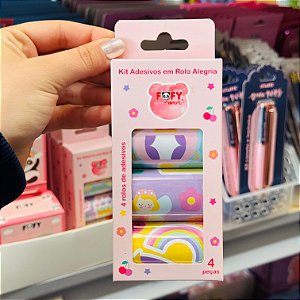 Kit Adesivos em Rolo Alegria
FOFY
4 rolos de adesivos
4
peças